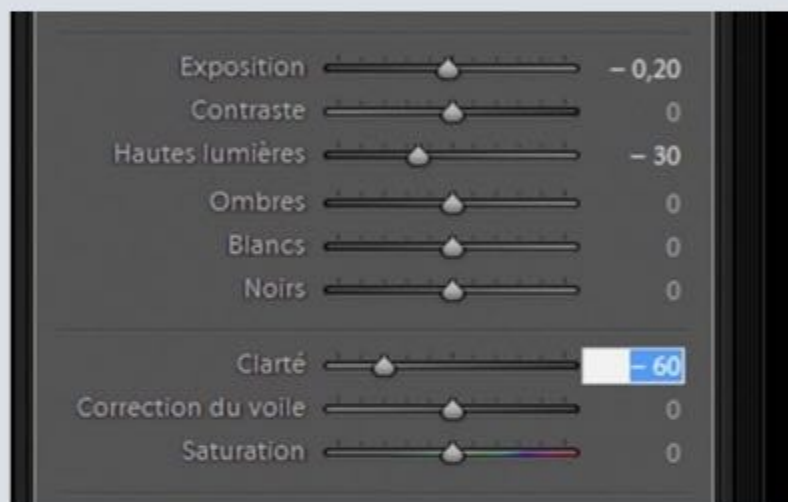 Exposition – 0,20
Contraste 0
Hautes lumières – 30
Ombres 0
Blancs 0
Noirs 0
Clarté – 60
Correction du voile 0
Saturation 0